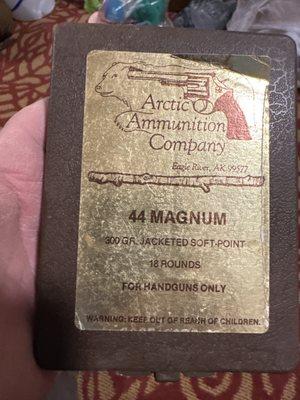 Arctic
Ammunition
Company
Eagle River, AK 99577
44 MAGNUM
300 GR. JACKETED SOFT-POINT
18 ROUNDS
FOR HANDGUNS ONLY
WARNING: KEEP OUT OF REACH OF CHILDREN.